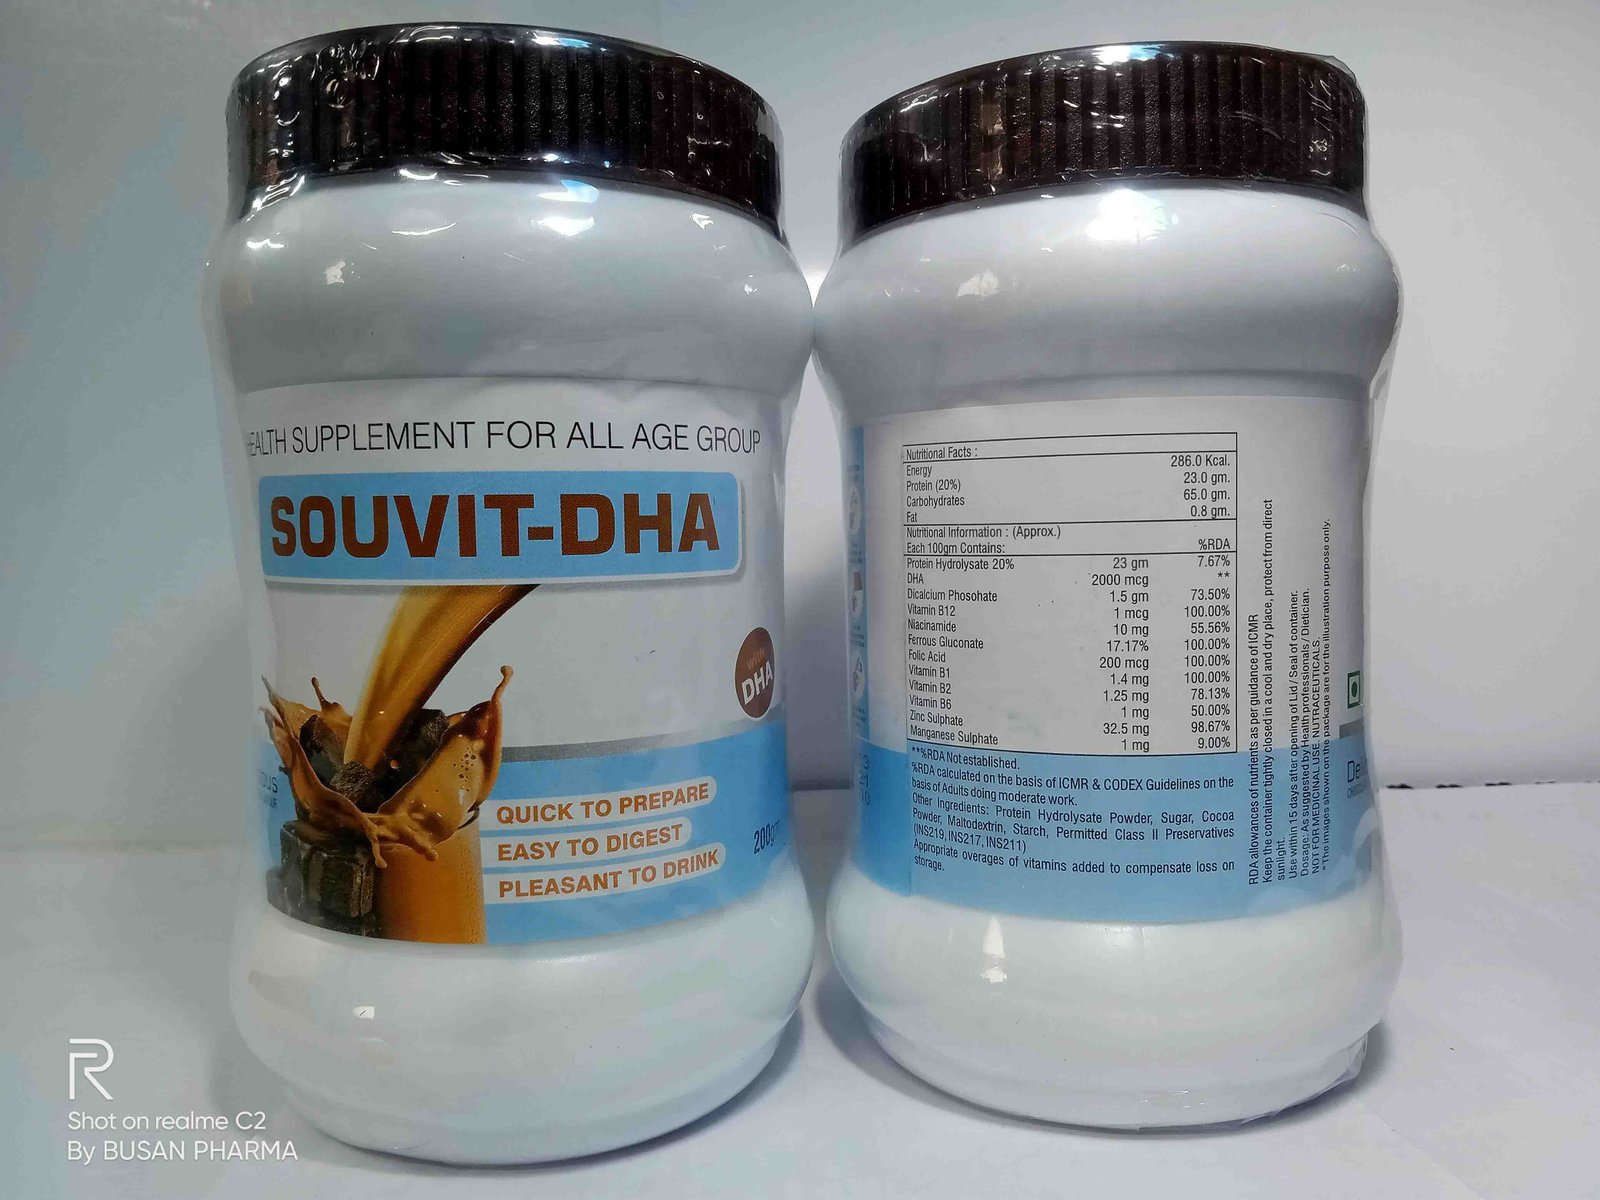 HEALTH SUPPLEMENT FOR ALL AGE GROUP
SOUVIT-DHA
with
DHA
QUICK TO PREPARE
EASY TO DIGEST
PLEASANT TO DRINK
200gm
Nutritional Facts :
Energy 286.0 Kcal.
Protein (20%) 23.0 gm.
Carbohydrates 65.0 gm.
Fat 0.8 gm.
Nutritional Information : (Approx.)
Each 100gm Contains: %RDA
Protein Hydrolysate 20% 23 gm 7.67%
DHA 2000 mcg **
Dicalcium Phosohate 1.5 gm 73.50%
Vitamin B12 1 mcg 100.00%
Niacinamide 10 mg 55.56%
Ferrous Gluconate 17.17% 100.00%
Folic Acid 200 mcg 100.00%
Vitamin B1 1.4 mg 100.00%
Vitamin B2 1.25 mg 78.13%
Vitamin B6 1 mg 50.00%
Zinc Sulphate 32.5 mg 98.67%
Manganese Sulphate 1 mg 9.00%
**%RDA Not established.
%RDA calculated on the basis of ICMR & CODEX Guidelines on the
basis of Adults doing moderate work.
Other Ingredients: Protein Hydrolysate Powder, Sugar, Cocoa
Powder, Maltodextrin, Starch, Permitted Class II Preservatives
(INS219, INS217, INS211)
Appropriate overages of vitamins added to compensate loss on
storage.
RDA allowances of nutrients as per guidance of ICMR
Keep the container tightly closed in a cool and dry place, protect from direct
sunlight.
Use within 15 days after opening of Lid / Seal of container.
Dosage: As suggested by Health professionals / Dietician.
NOT FOR MEDICINAL USE. NUTRACEUTICALS.
*The images shown on the package are for the illustration purpose only.
Shot on realme C2
By BUSAN PHARMA